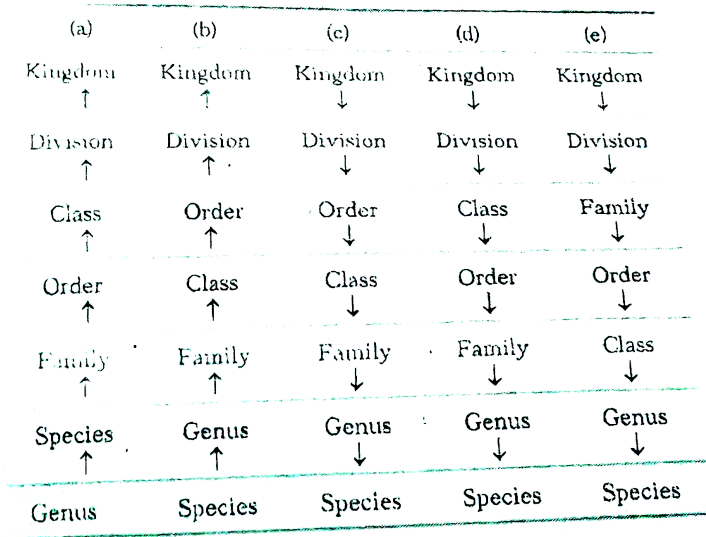 (a) (b) (c) (d) (e)
Kingdom Kingdom Kingdom Kingdom Kingdom
↑ ↑ ↓ ↓ ↓
Division Division Division Division Division
↑ ↑ ↓ ↓ ↓
Class Order Order Class Family
↑ ↑ ↓ ↓ ↓
Order Class Class Order Order
↑ ↑ ↓ ↓ ↓
Family Family Family Family Class
↑ ↑ ↓ ↓ ↓
Species Genus Genus Genus Genus
↑ ↑ ↓ ↓ ↓
Genus Species Species Species Species